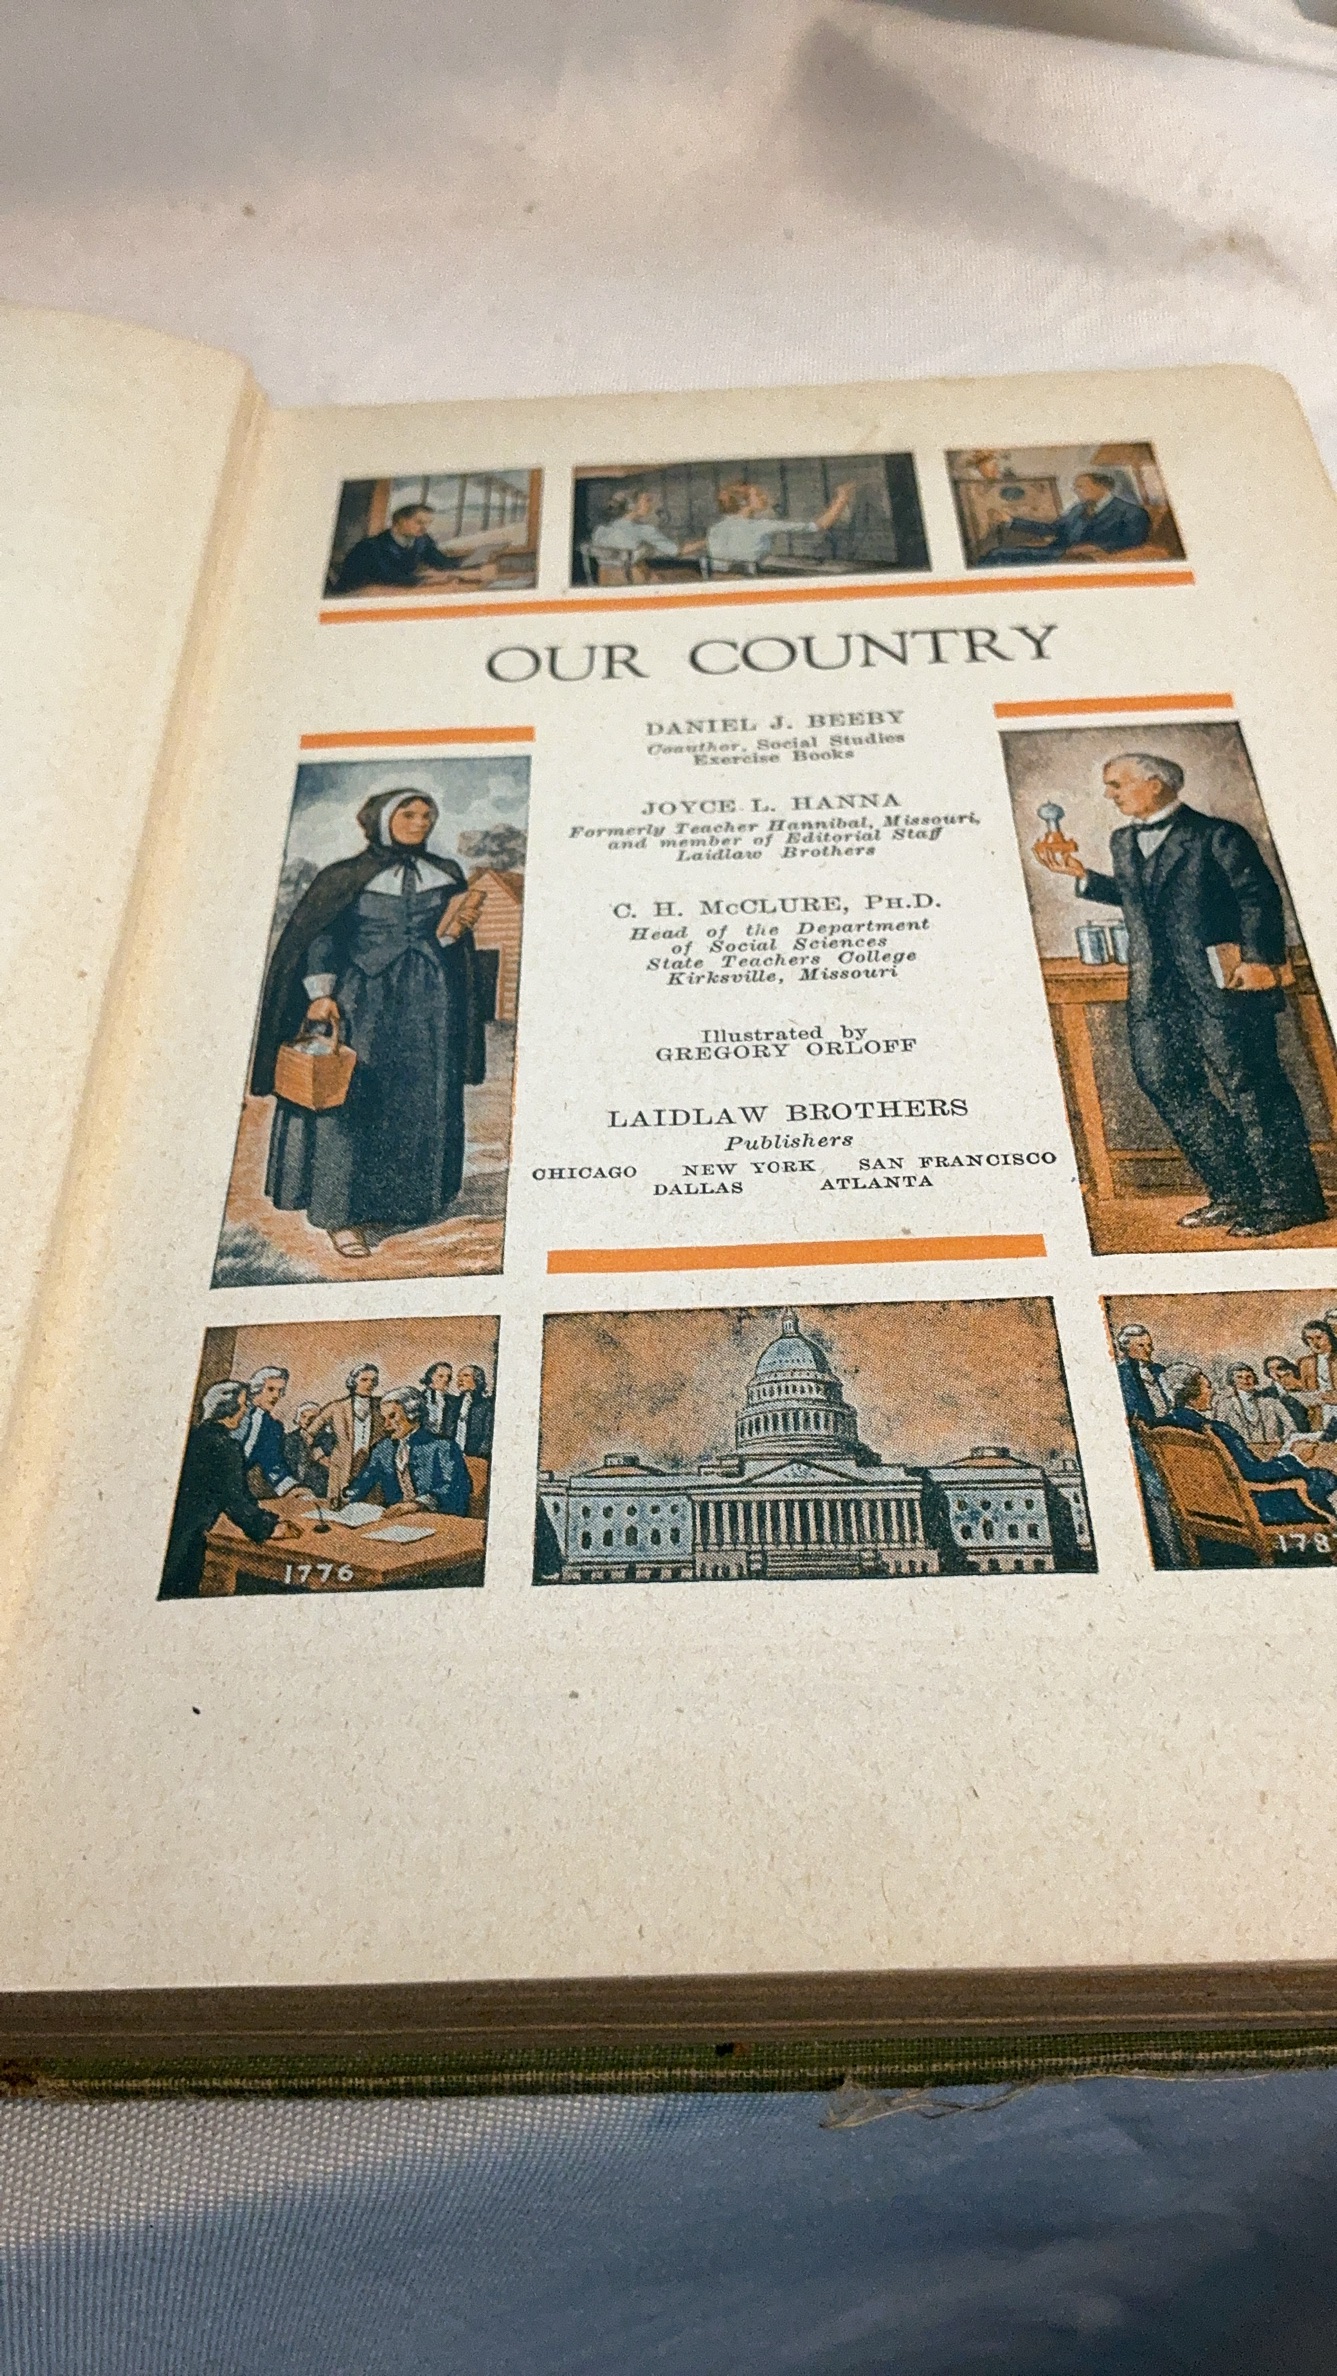 OUR COUNTRY
DANIEL J. BEEBY
Coauthor, Social Studies
Exercise Books
JOYCE L. HANNA
Formerly Teacher Hannibal, Missouri,
and member of Editorial Staff
Laidlaw Brothers
C. H. McCLURE, PH.D.
Head of the Department
of Social Sciences
State Teachers College
Kirksville, Missouri
Illustrated by
GREGORY ORLOFF
LAIDLAW BROTHERS
Publishers
CHICAGO NEW YORK SAN FRANCISCO
DALLAS ATLANTA
1776
178